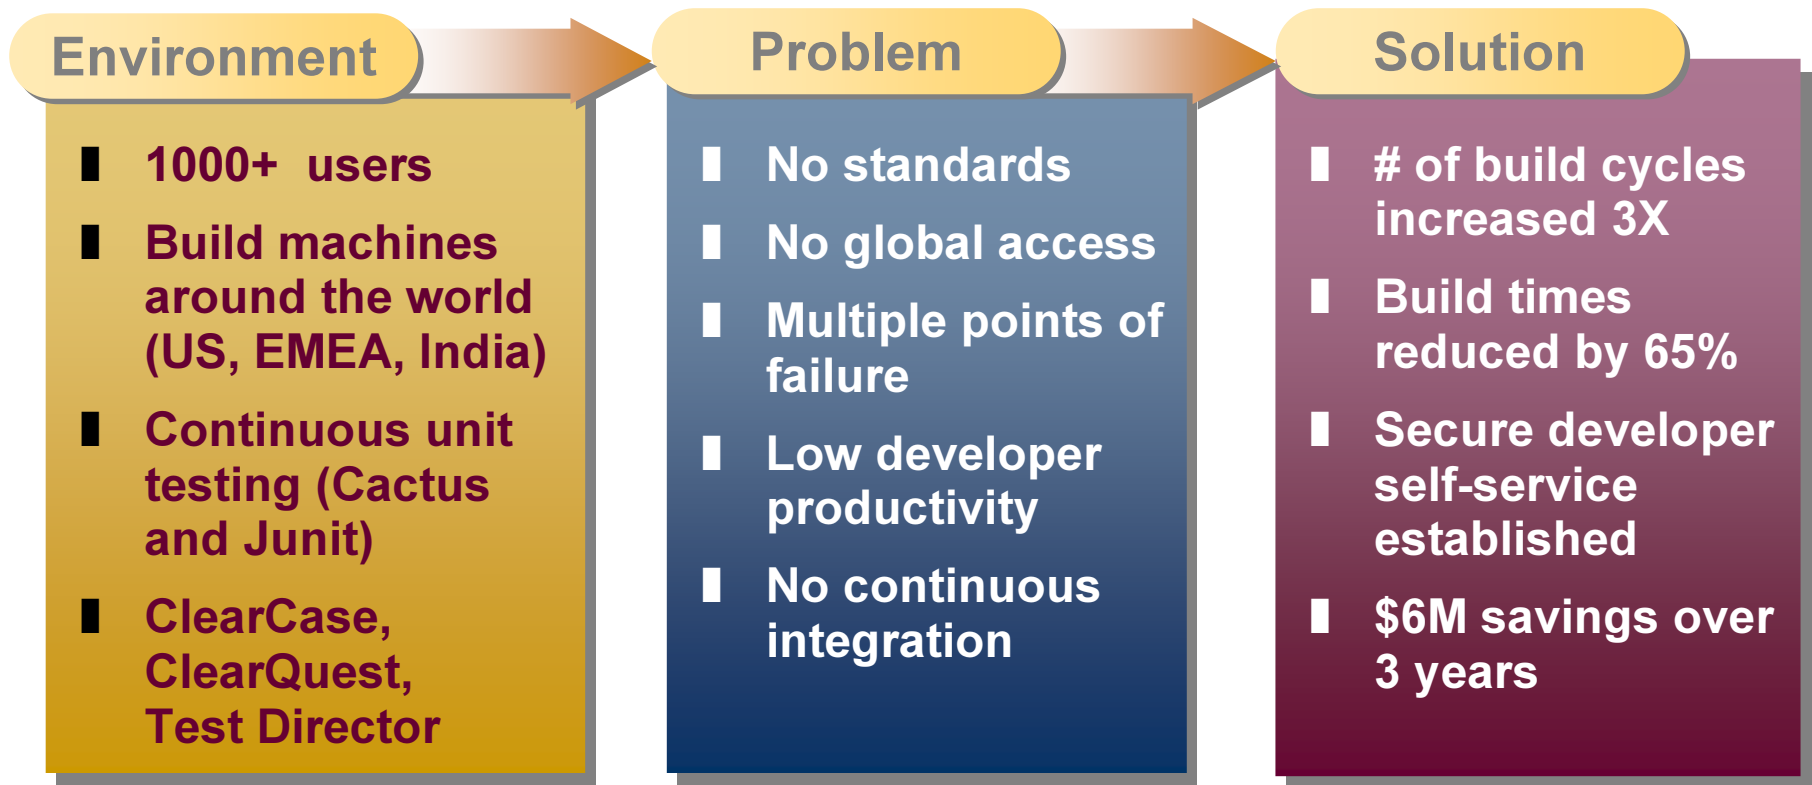 Environment
1000+ users
Build machines
around the world
(US, EMEA, India)
Continuous unit
testing (Cactus
and Junit)
ClearCase,
ClearQuest,
Test Director
Problem
No standards
No global access
Multiple points of
failure
Low developer
productivity
No continuous
integration
Solution
# of build cycles
increased 3X
Build times
reduced by 65%
Secure developer
self-service
established
$6M savings over
3 years